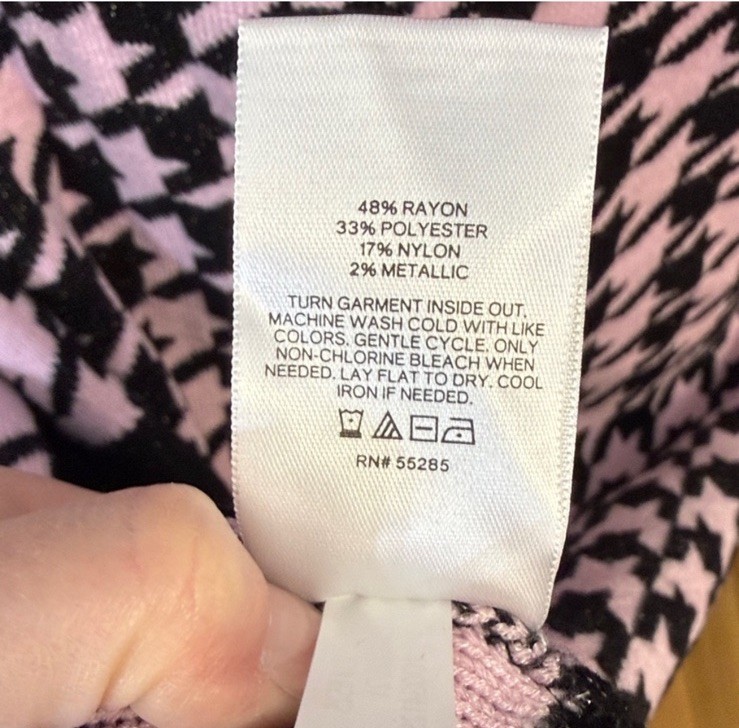 48% RAYON
33% POLYESTER
17% NYLON
2% METALLIC
TURN GARMENT INSIDE OUT.
MACHINE WASH COLD WITH LIKE
COLORS. GENTLE CYCLE. ONLY
NON-CHLORINE BLEACH WHEN
NEEDED. LAY FLAT TO DRY. COOL
IRON IF NEEDED.
RN# 55285